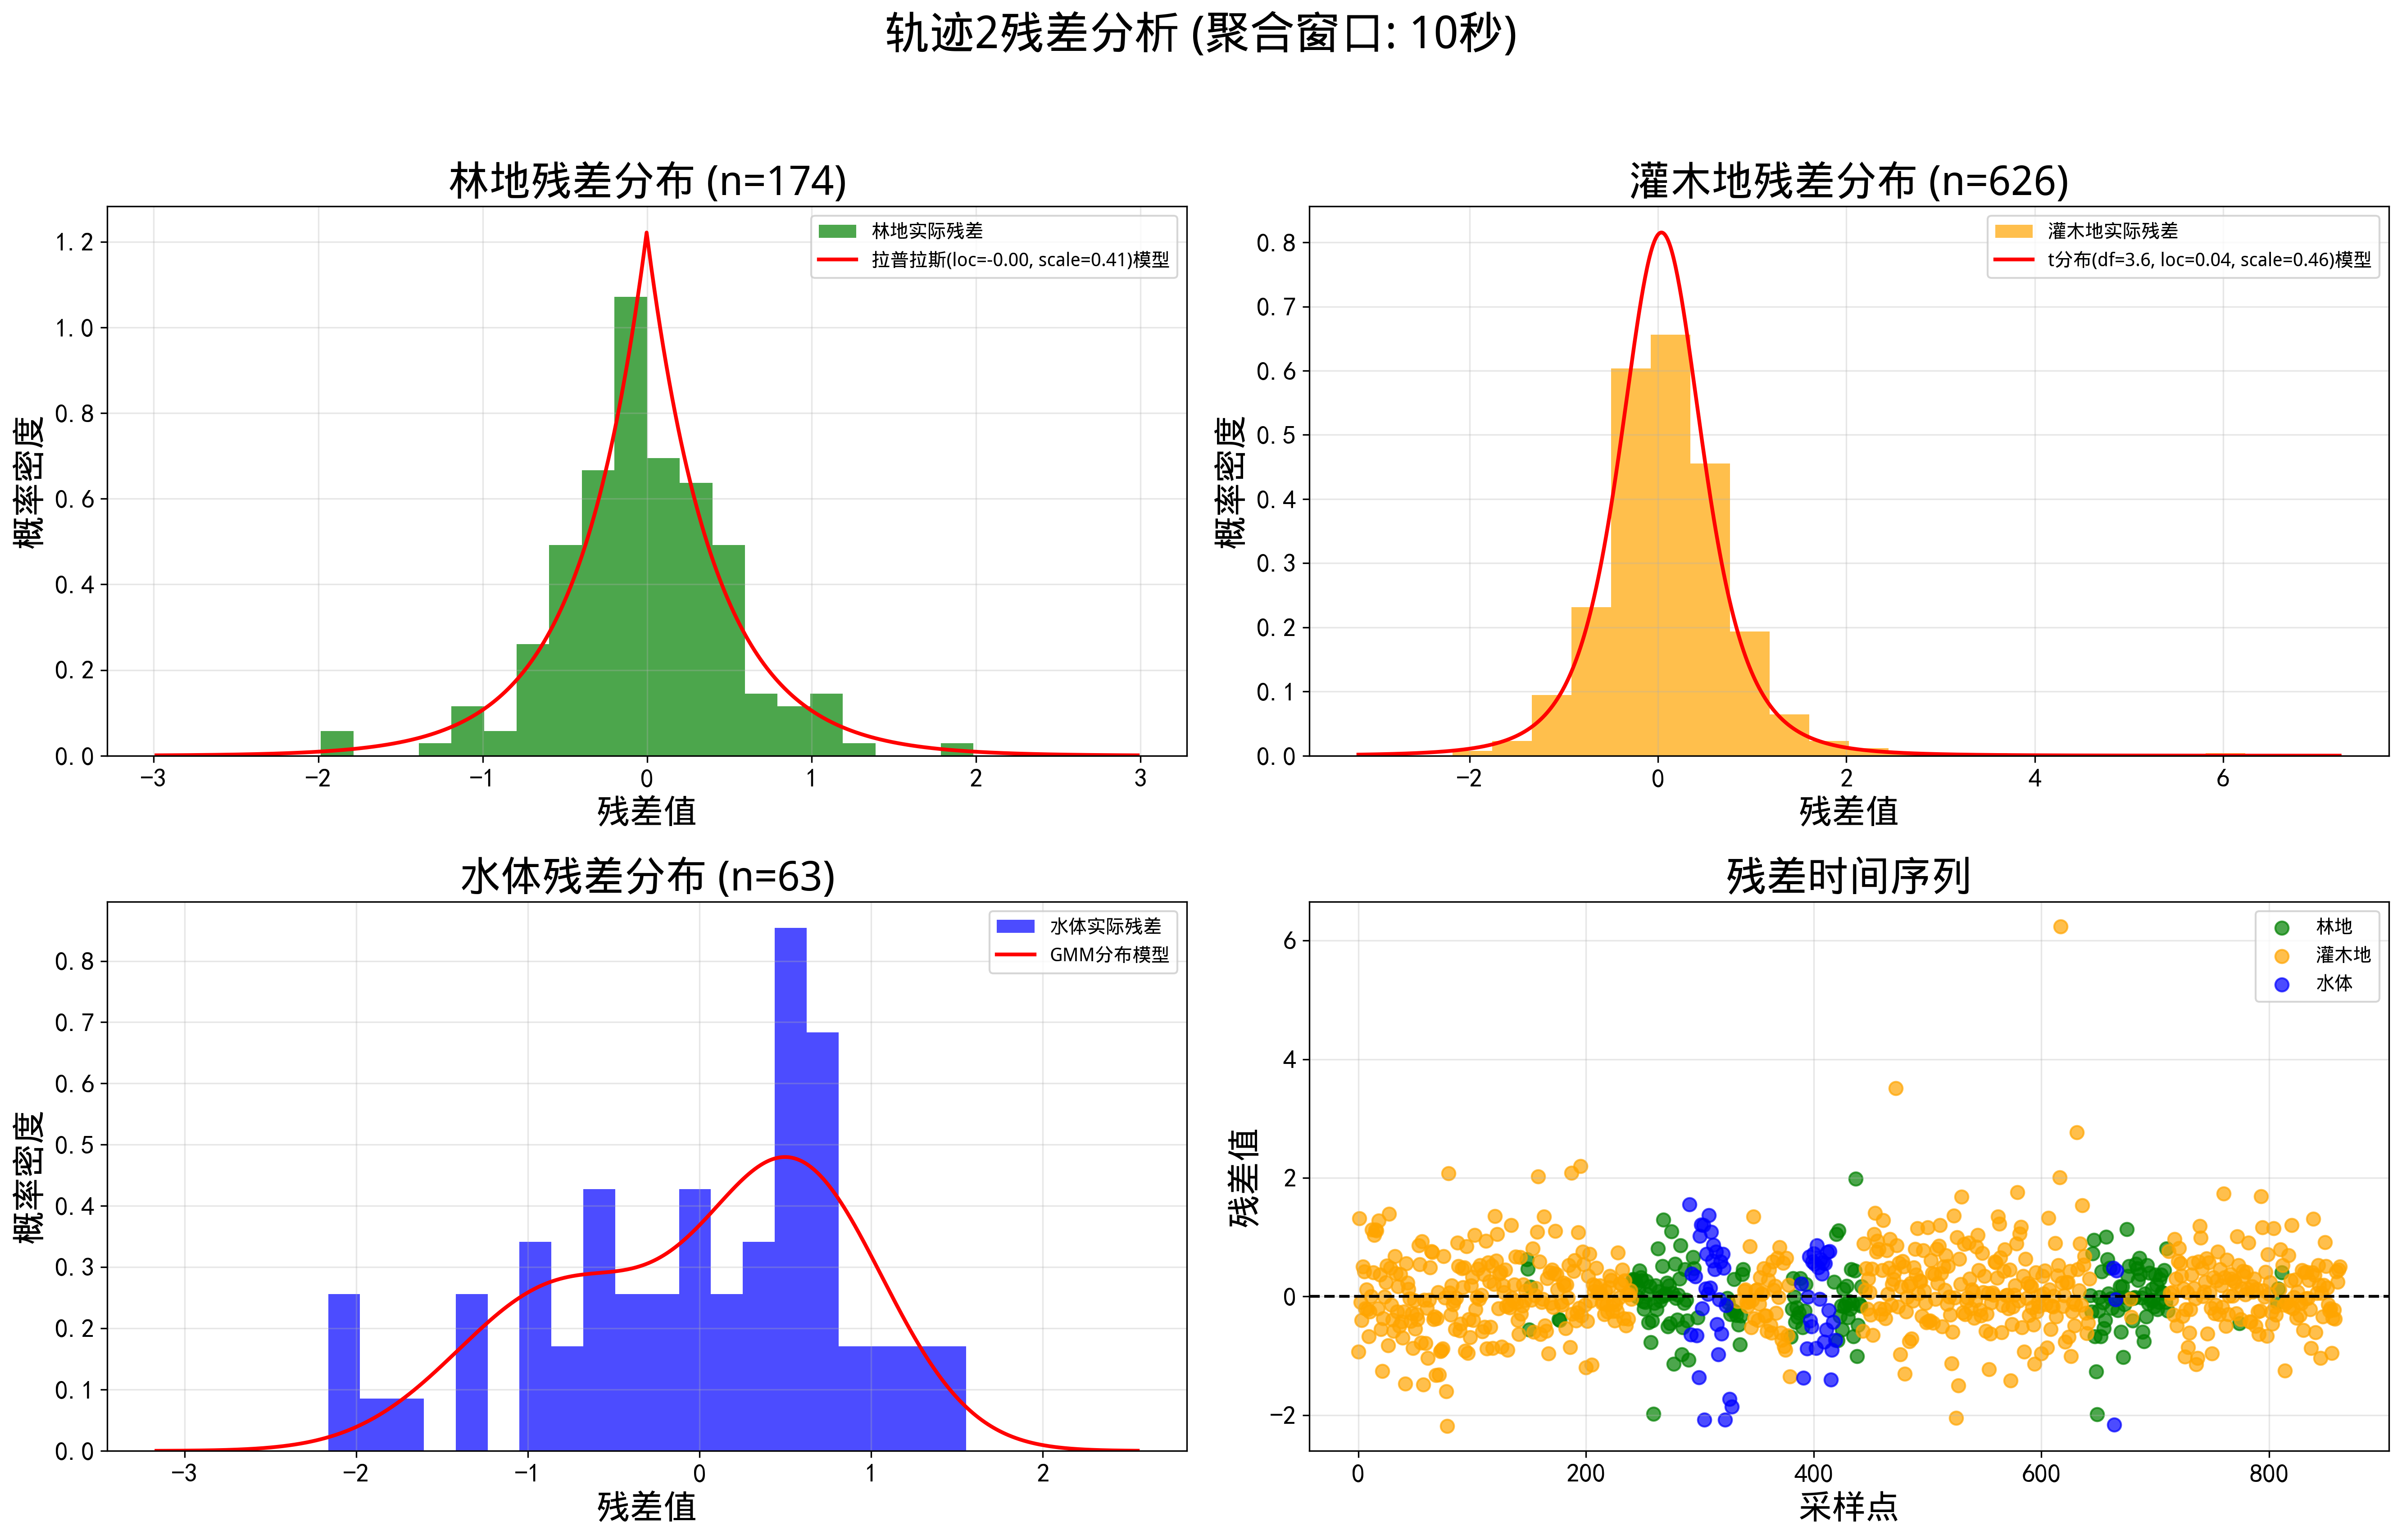 轨迹2残差分析 (聚合窗口: 10秒)
林地残差分布 (n=174)
概率密度
1.2
1.0
0.8
0.6
0.4
0.2
0.0
林地实际残差
拉普拉斯(loc=-0.00, scale=0.41)模型
−3
−2
−1
0
1
2
3
残差值
灌木地残差分布 (n=626)
概率密度
0.8
0.7
0.6
0.5
0.4
0.3
0.2
0.1
0.0
灌木地实际残差
t分布(df=3.6, loc=0.04, scale=0.46)模型
−2
0
2
4
6
残差值
水体残差分布 (n=63)
概率密度
0.8
0.7
0.6
0.5
0.4
0.3
0.2
0.1
0.0
水体实际残差
GMM分布模型
−3
−2
−1
0
1
2
残差值
残差时间序列
残差值
6
4
2
0
−2
林地
灌木地
水体
0
200
400
600
800
采样点